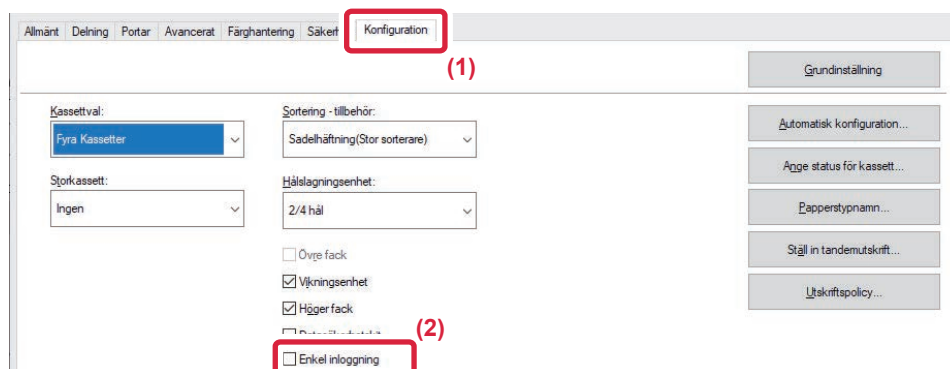 Allmänt Delning Portar Avancerat Färghantering Säkerh Konfiguration
(1)
Grundinställning
Kassettval:
Fyra Kassetter
Sortering - tillbehör:
Sadelhäftning(Stor sorterare)
Automatisk konfiguration...
Ange status för kassett...
Storkassett:
Ingen
Hålslagningsenhet:
2/4 hål
Papperstypnamn...
Ställ in tandemutskrift...
Övre fack
Vikningsenhet
Utskriftspolicy...
Höger fack
(2)
Enkel inloggning